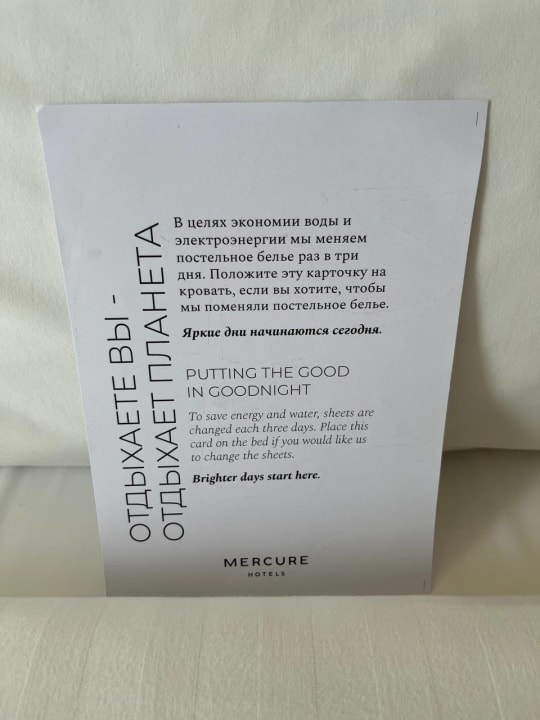 ОТДЫХАЕТЕ ВЫ -
ОТДЫХАЕТ ПЛАНЕТА
В целях экономии воды и
электроэнергии мы меняем
постельное белье раз в три
дня. Положите эту карточку на
кровать, если вы хотите, чтобы
мы поменяли постельное белье.
Яркие дни начинаются сегодня.
PUTTING THE GOOD
IN GOODNIGHT
To save energy and water, sheets are
changed each three days. Place this
card on the bed if you would like us
to change the sheets.
Brighter days start here.
MERCURE
HOTELS